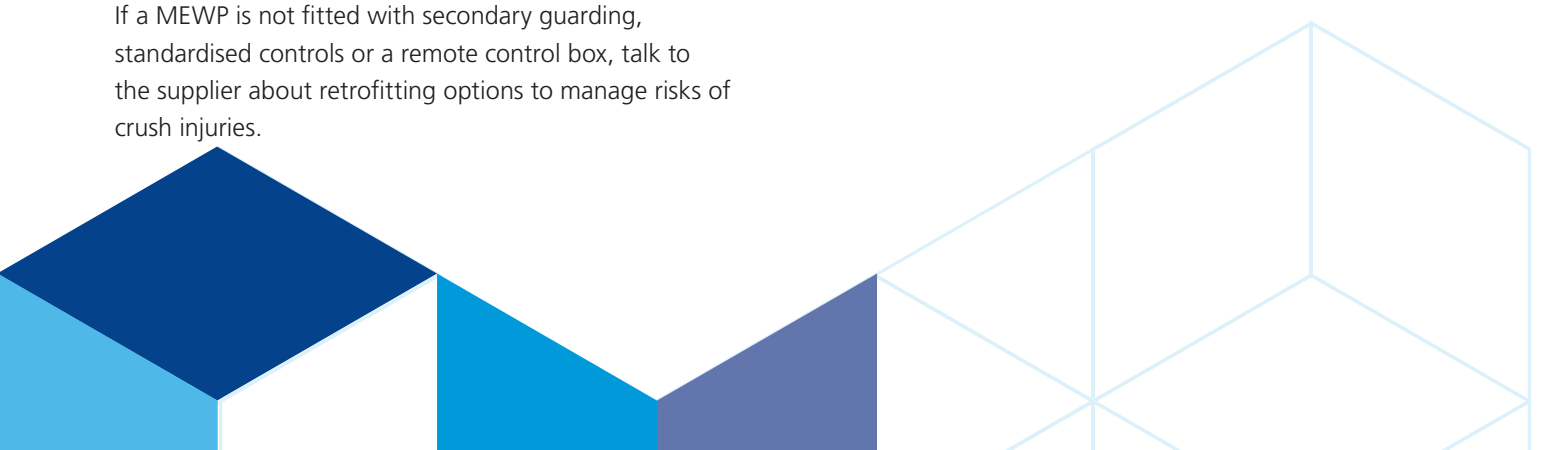 If a MEWP is not fitted with secondary guarding,
standardised controls or a remote control box, talk to
the supplier about retrofitting options to manage risks of
crush injuries.